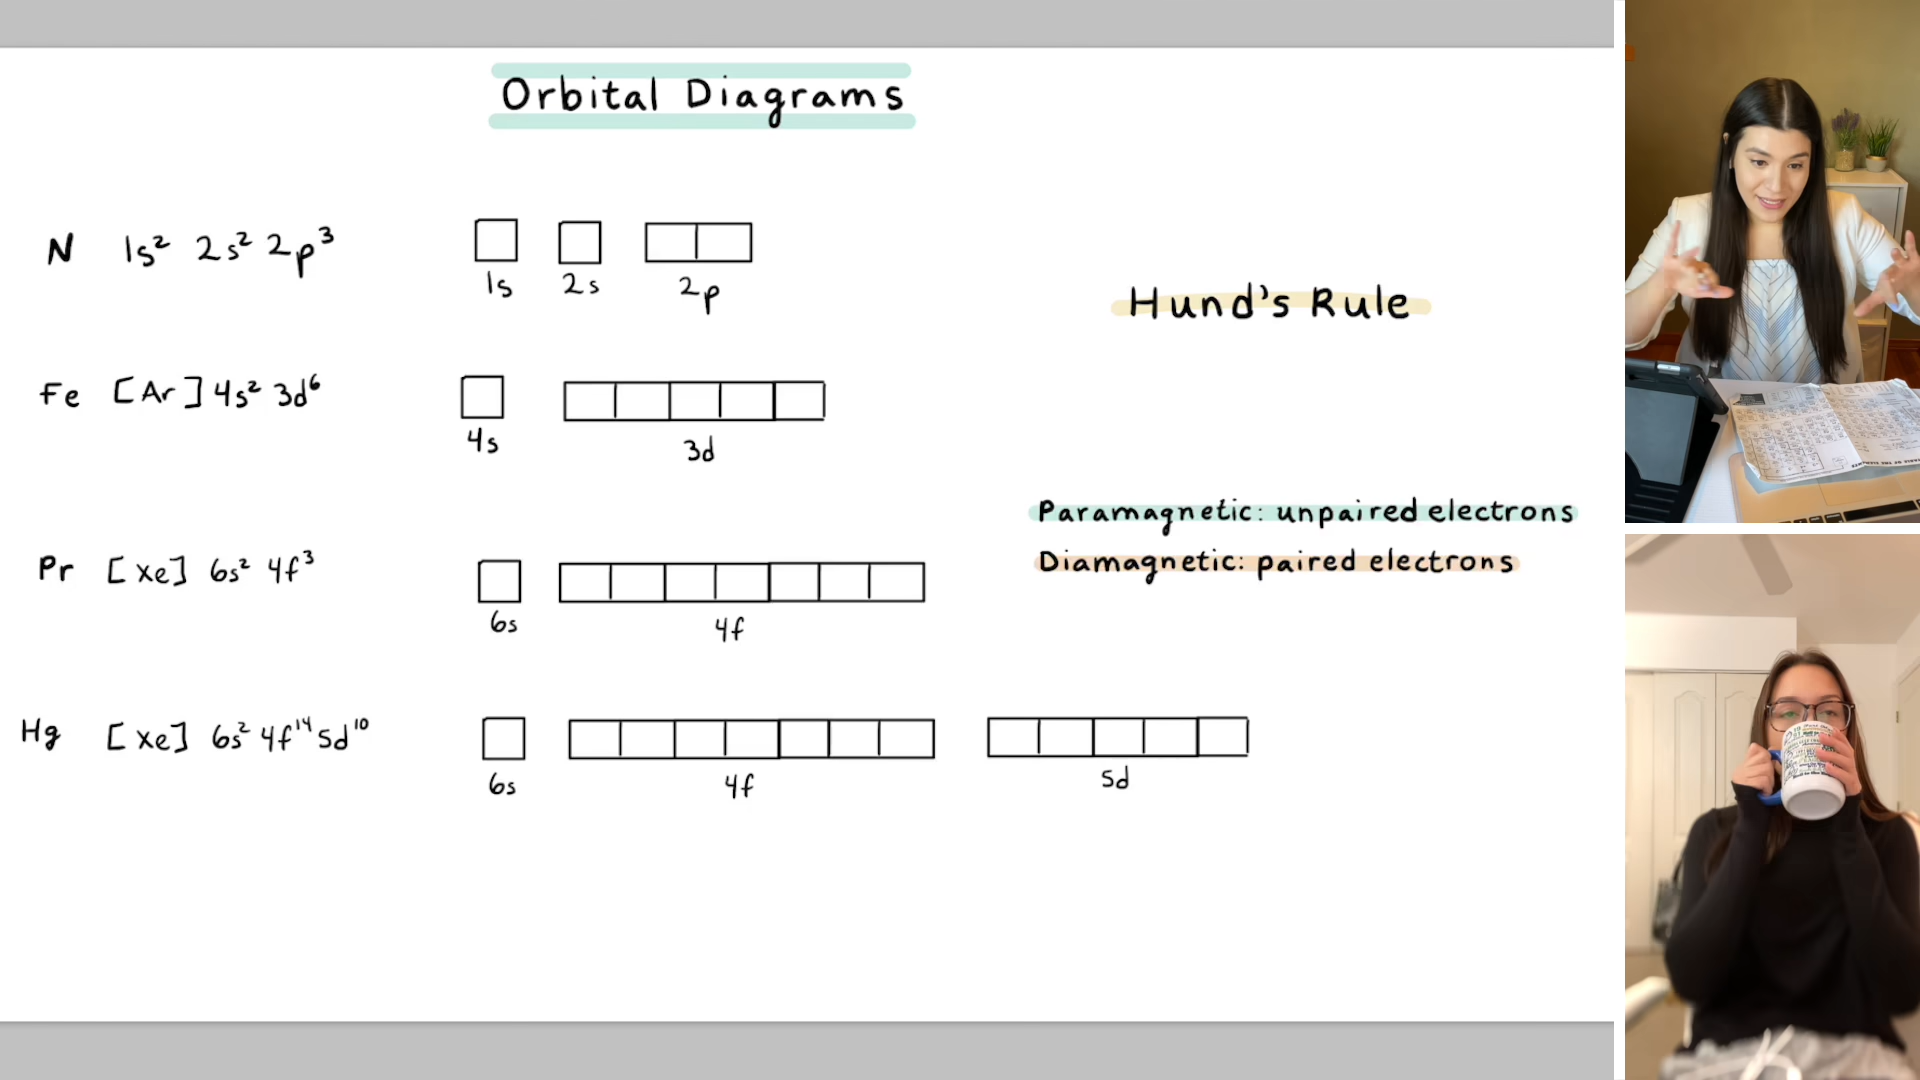 Orbital Diagrams
N 1s² 2s² 2p³
1s 2s 2p
Hund's Rule
Fe [Ar] 4s² 3d⁶
4s 3d
Paramagnetic: unpaired electrons
Diamagnetic: paired electrons
Pr [Xe] 6s² 4f³
6s 4f
Hg [Xe] 6s² 4f¹⁴ 5d¹⁰
6s 4f 5d